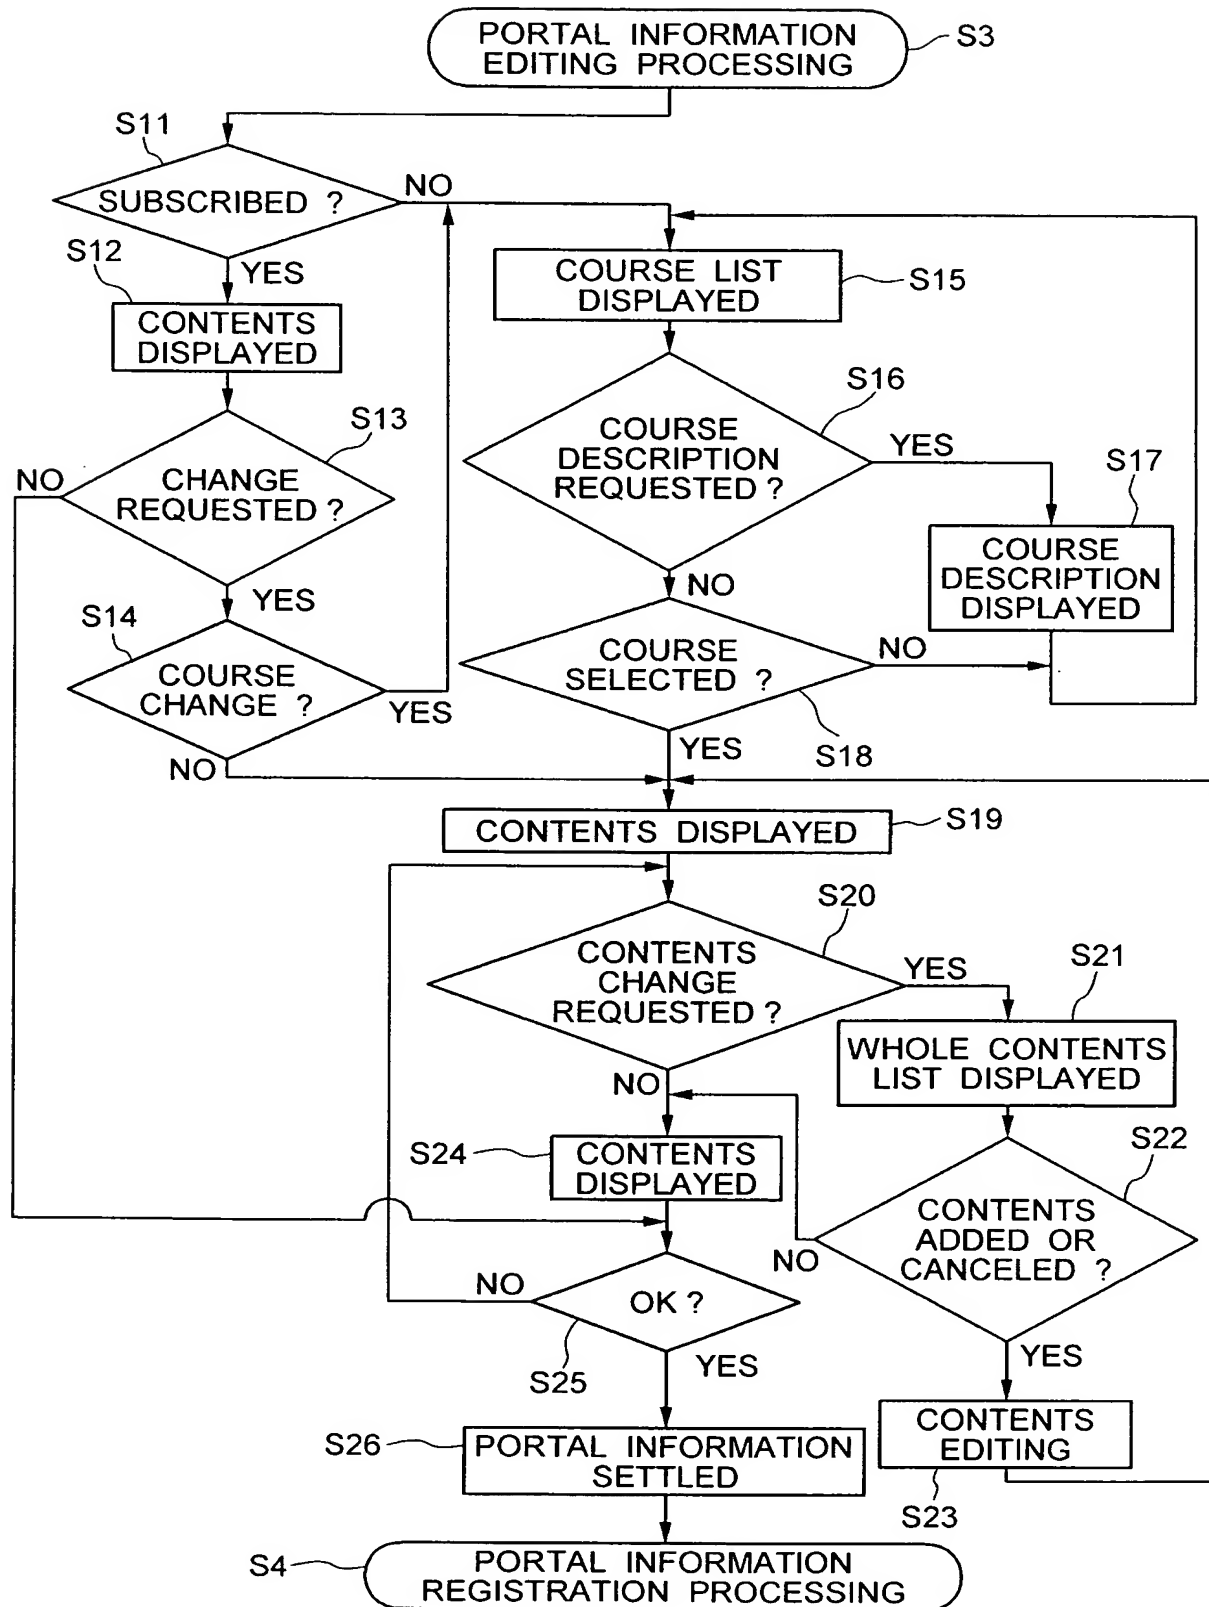 PORTAL INFORMATION
EDITING PROCESSING
S3
S11
SUBSCRIBED ?
NO
YES
S12
CONTENTS
DISPLAYED
COURSE LIST
DISPLAYED
S15
S13
CHANGE
REQUESTED ?
NO
YES
S16
COURSE
DESCRIPTION
REQUESTED ?
YES
NO
S17
COURSE
DESCRIPTION
DISPLAYED
S14
COURSE
CHANGE ?
YES
NO
COURSE
SELECTED ?
NO
S18
YES
CONTENTS DISPLAYED
S19
S20
CONTENTS
CHANGE
REQUESTED ?
YES
NO
S21
WHOLE CONTENTS
LIST DISPLAYED
S24
CONTENTS
DISPLAYED
S22
CONTENTS
ADDED OR
CANCELED ?
NO
YES
NO
OK ?
S25
YES
CONTENTS
EDITING
S23
S26
PORTAL INFORMATION
SETTLED
S4
PORTAL INFORMATION
REGISTRATION PROCESSING